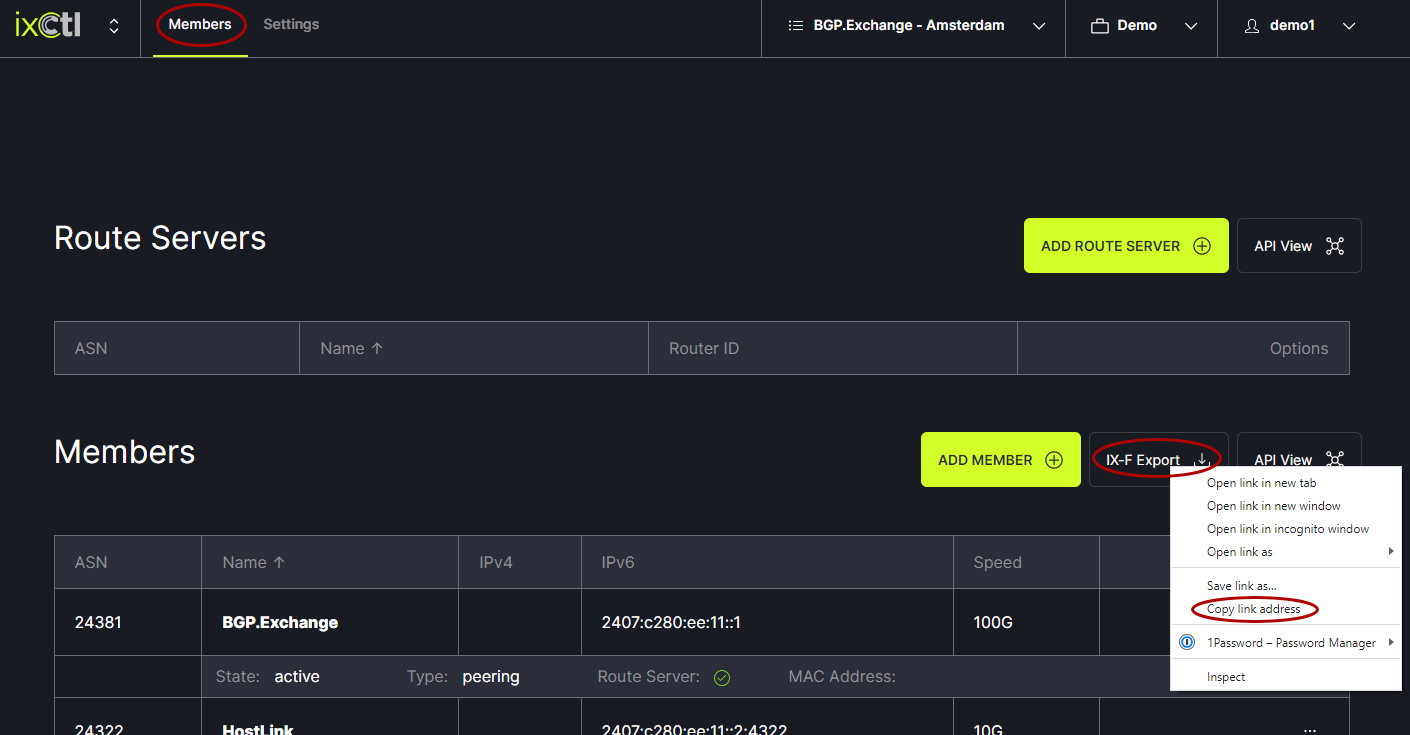 ixCtl Members Settings BGP.Exchange - Amsterdam Demo demo1
Route Servers ADD ROUTE SERVER API View
ASN Name ↑ Router ID Options
Members ADD MEMBER IX-F Export API View
Open link in new tab
Open link in new window
Open link in incognito window
Open link as
Save link as...
Copy link address
1Password – Password Manager
Inspect
ASN Name ↑ IPv4 IPv6 Speed
24381 BGP.Exchange 2407:c280:ee:11::1 100G
State: active Type: peering Route Server: MAC Address:
24322 HostLink 2407:c280:ee:11::2:4322 10G ...